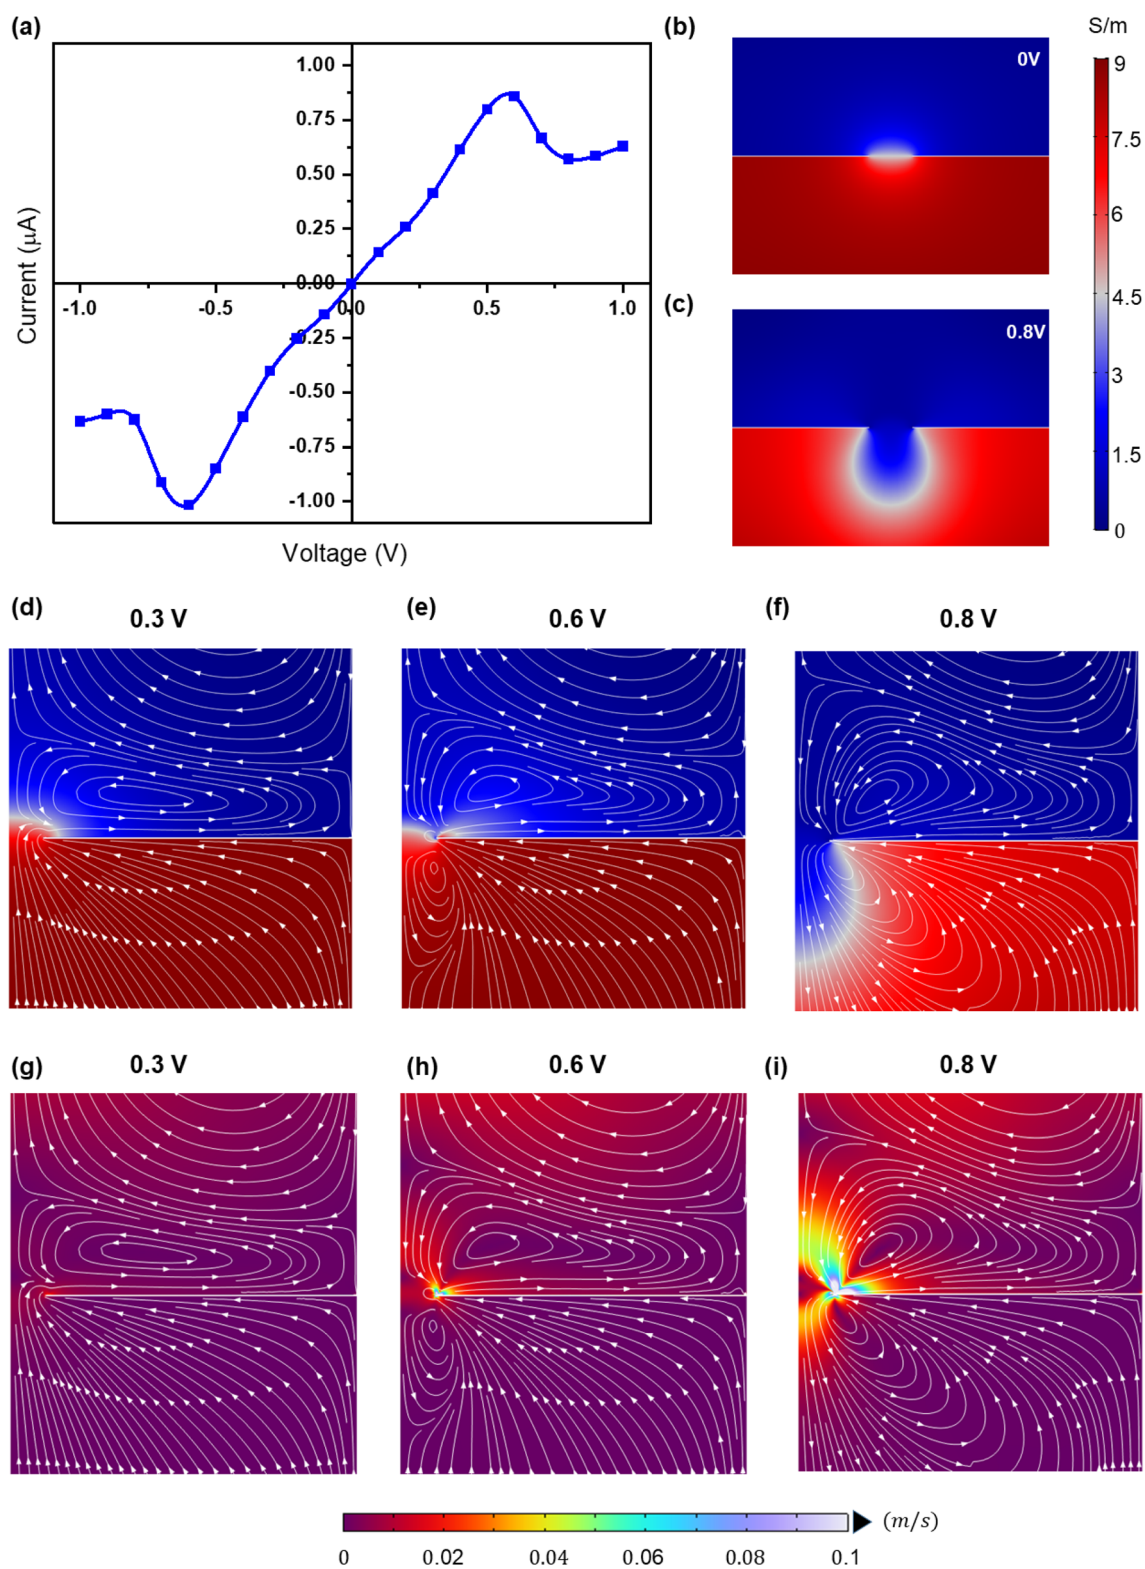 (a)
1.00
0.75
0.50
0.25
0.00
-1.0
-0.5
0.0
0.5
1.0
-0.25
-0.50
-0.75
-1.00
Current (µA)
Voltage (V)
(b)
0V
(c)
0.8V
S/m
9
7.5
6
4.5
3
1.5
0
(d)
0.3 V
(e)
0.6 V
(f)
0.8 V
(g)
0.3 V
(h)
0.6 V
(i)
0.8 V
(m/s)
0
0.02
0.04
0.06
0.08
0.1